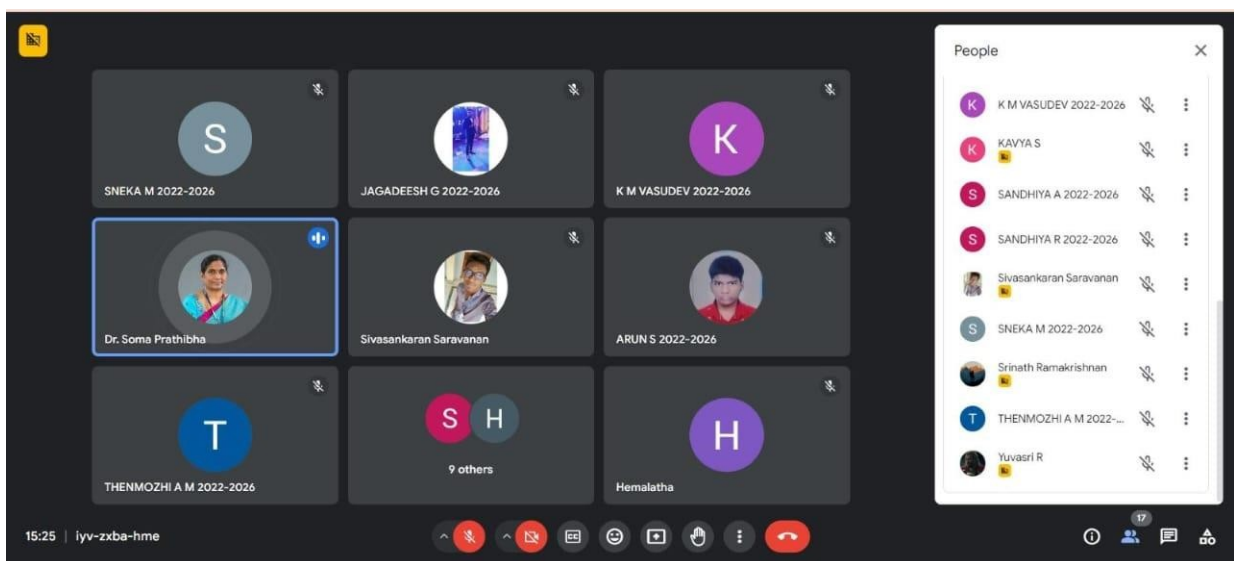 S
SNEKA M 2022-2026
JAGADEESH G 2022-2026
K
K M VASUDEV 2022-2026
Dr. Soma Prathibha
Sivasankaran Saravanan
ARUN S 2022-2026
T
THENMOZHI A M 2022-2026
S H
9 others
H
Hemalatha
People
K K M VASUDEV 2022-2026
K KAVYA S
S SANDHIYA A 2022-2026
S SANDHIYA R 2022-2026
Sivasankaran Saravanan
S SNEKA M 2022-2026
Srinath Ramakrishnan
T THENMOZHI A M 2022-...
Yuvasri R
15:25 | iyv-zxba-hme
CC
17